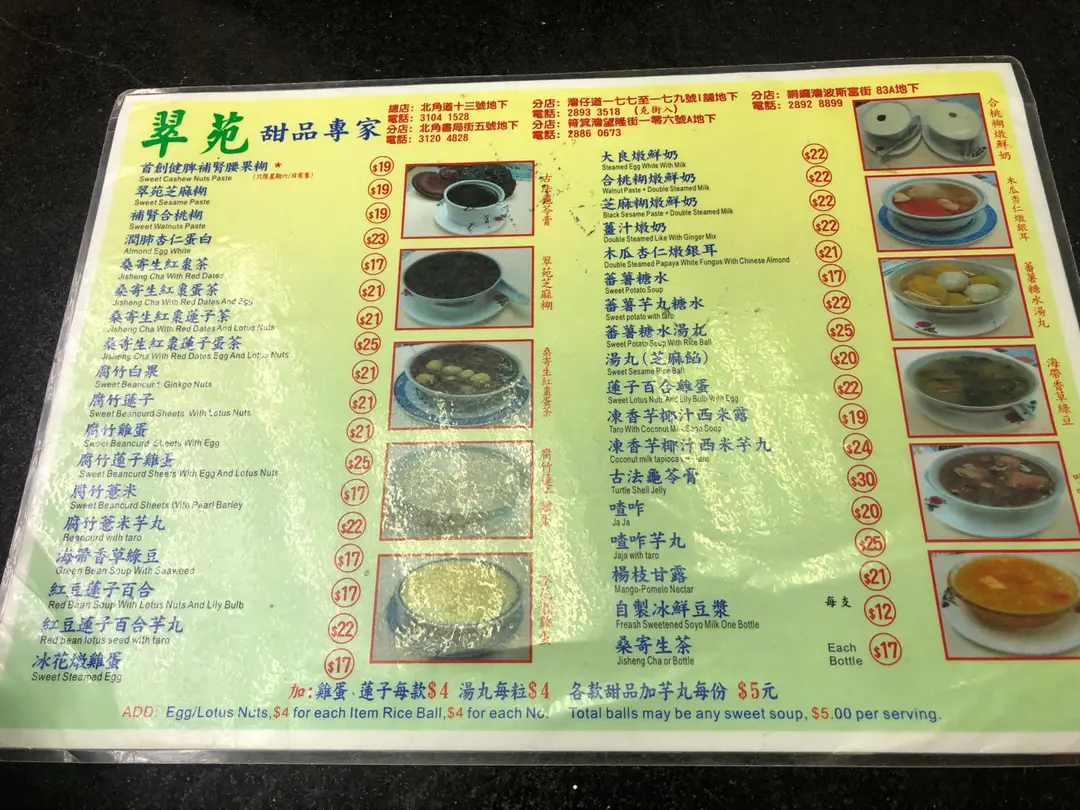 翠苑 甜品專家
總店: 北角道十三號地下
電話: 3104 1528
分店: 北角書局街五號地下
電話: 3120 4828
分店: 灣仔道一七七至一七九號1舖地下
電話: 2893 3518 (克街入)
分店: 筲箕灣望隆街一零六號A地下
2886 0673
分店: 銅鑼灣波斯富街 83A地下
電話: 2892 8899
首創健脾補腎腰果糊 * $19
Sweet Cashew Nuts Paste (只限星期六/日有售)
翠苑芝麻糊 $19
Sweet Sesame Paste
補腎合桃糊 $19
Sweet Walnuts Paste
潤肺杏仁蛋白 $23
Almond Egg White
桑寄生紅棗茶 $17
Jisheng Cha With Red Dates
桑寄生紅棗蛋茶 $21
Jisheng Cha With Red Dates And Egg
桑寄生紅棗蓮子茶 $21
Jisheng Cha With Red Dates And Lotus Nuts
桑寄生紅棗蓮子蛋茶 $25
Jisheng Cha With Red Dates Egg And Lotus Nuts
腐竹白果 $21
Sweet Beancurd Ginkgo Nuts
腐竹蓮子 $21
Sweet Beancurd Sheets With Lotus Nuts
腐竹雞蛋 $21
Sweet Beancurd Sheets With Egg
腐竹蓮子雞蛋 $25
Sweet Beancurd Sheets With Egg And Lotus Nuts
腐竹薏米 $17
Sweet Beancurd Sheets With Pearl Barley
腐竹薏米芋丸 $22
Beancurd with taro
海帶香草綠豆 $17
Green Bean Soup With Seaweed
紅豆蓮子百合 $17
Red Bean Soup With Lotus Nuts And Lily Bulb
紅豆蓮子百合芋丸 $22
Red bean lotus seed with taro
冰花燉雞蛋 $17
Sweet Steamed Egg
翠苑芝麻糊
桑寄生紅棗蛋茶
大良燉鮮奶 $22
Steamed Egg White With Milk
合桃糊燉鮮奶 $22
Walnut Paste + Double Steamed Milk
芝麻糊燉鮮奶 $22
Black Sesame Paste + Double Steamed Milk
薑汁燉奶 $22
Double Steamed Like With Ginger Mix
木瓜杏仁燉銀耳 $21
Double Steamed Papaya White Fungus With Chinese Almond
蕃薯糖水 $17
Sweet Potato Soup
蕃薯芋丸糖水 $22
Sweet potato with taro
蕃薯糖水湯丸 $25
Sweet Potato Soup With Rice Ball
湯丸(芝麻餡) $20
Sweet Sesame Rice Ball
蓮子百合雞蛋 $22
Sweet Lotus Nuts And Lily Bulb With Egg
凍香芋椰汁西米露 $19
Taro With Coconut Milk Sago Soup
凍香芋椰汁西米芋丸 $24
Coconut milk tapioca taro
古法龜苓膏 $30
Turtle Shell Jelly
喳咋 $20
Ja Ja
喳咋芋丸 $25
Jaja with taro
楊枝甘露 $21
Mango-Pomelo Nectar
自製冰鮮豆漿 每支 $12
Freash Sweetened Soyo Milk One Bottle
桑寄生茶 Each Bottle $17
Jisheng Cha or Bottle
合桃糊燉鮮奶
木瓜杏仁燉銀耳
蕃薯糖水湯丸
海帶香草綠豆
加:雞蛋、蓮子每款$4 湯丸每粒$4 各款甜品加芋丸每份 $5元
ADD: Egg/Lotus Nuts,$4 for each Item Rice Ball,$4 for each No. Total balls may be any sweet soup, $5.00 per serving.